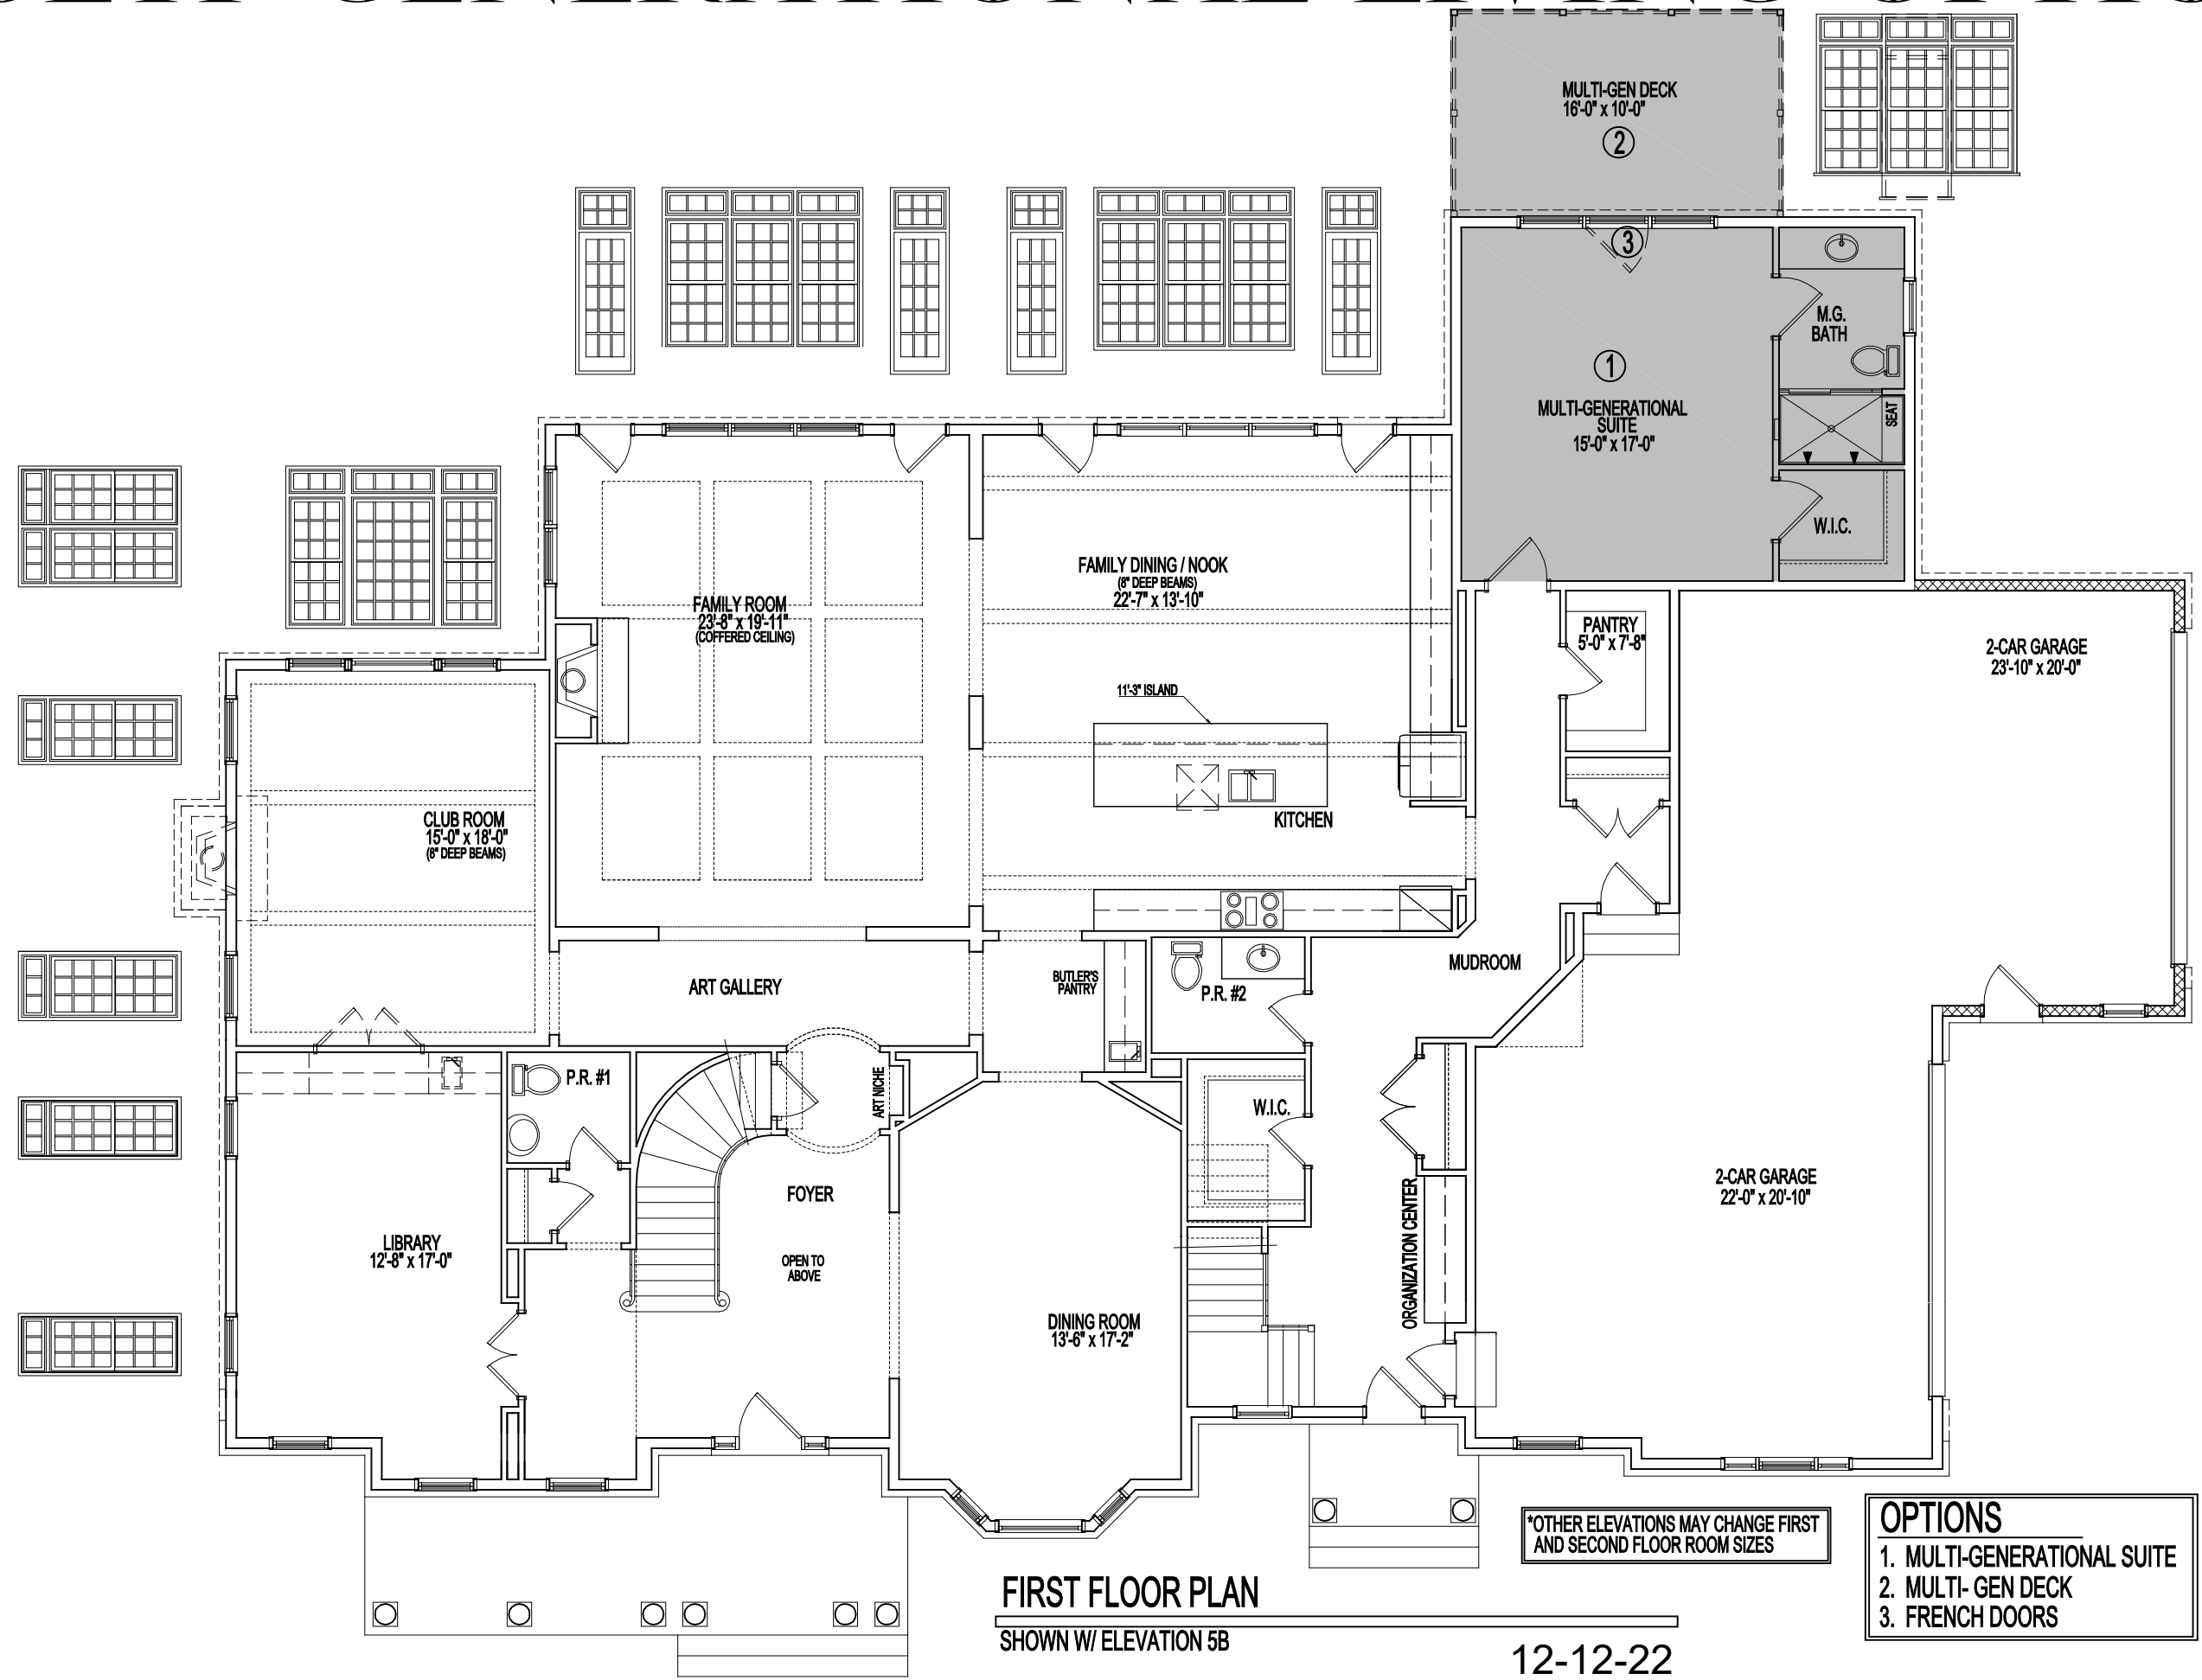 MULTI-GEN DECK
16'-0" x 10'-0"
2
3
M.G.
BATH
1
MULTI-GENERATIONAL
SUITE
15'-0" x 17'-0"
SEAT
W.I.C.
FAMILY DINING / NOOK
(8" DEEP BEAMS)
22'-7" x 13'-10"
FAMILY ROOM
23'-8" x 19'-11"
(COFFERED CEILING)
PANTRY
5'-0" x 7'-8"
2-CAR GARAGE
23'-10" x 20'-0"
11'-3" ISLAND
KITCHEN
CLUB ROOM
15'-0" x 18'-0"
(8" DEEP BEAMS)
ART GALLERY
BUTLER'S
PANTRY
P.R. #2
MUDROOM
P.R. #1
ART NICHE
W.I.C.
FOYER
OPEN TO
ABOVE
LIBRARY
12'-8" x 17'-0"
ORGANIZATION CENTER
2-CAR GARAGE
22'-0" x 20'-10"
DINING ROOM
13'-6" x 17'-2"
*OTHER ELEVATIONS MAY CHANGE FIRST
AND SECOND FLOOR ROOM SIZES
OPTIONS
1. MULTI-GENERATIONAL SUITE
2. MULTI- GEN DECK
3. FRENCH DOORS
FIRST FLOOR PLAN
SHOWN W/ ELEVATION 5B
12-12-22